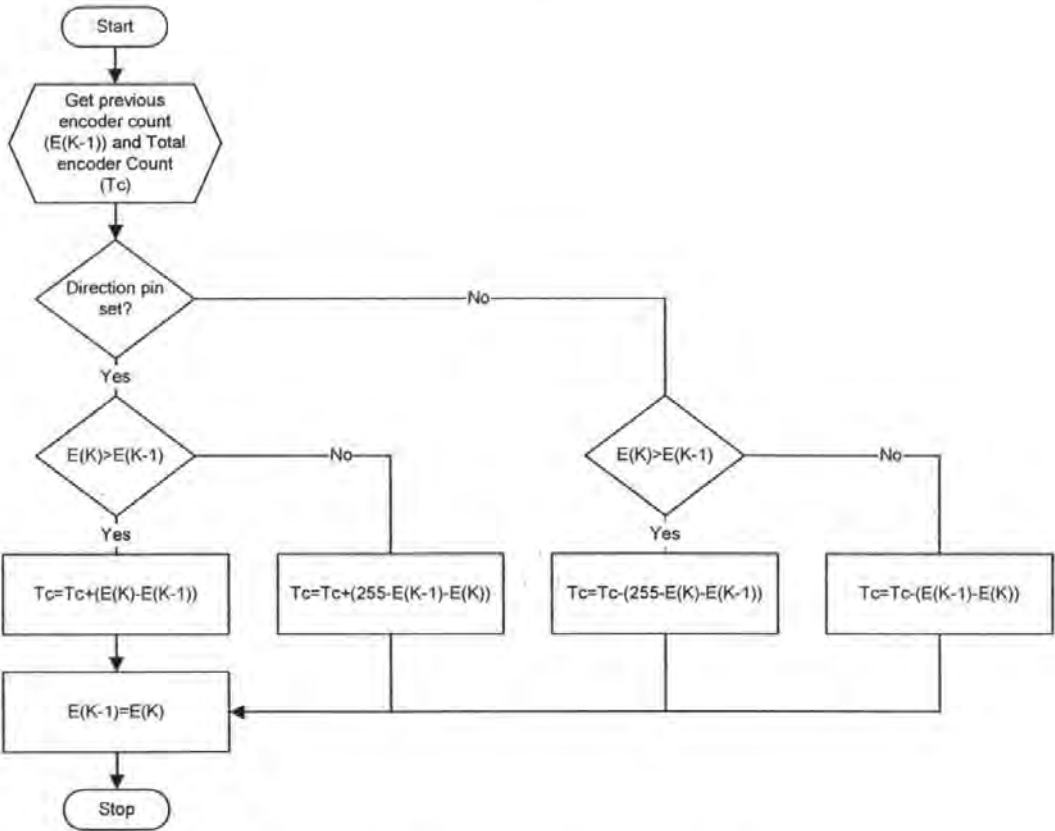 Start
Get previous
encoder count
(E(K-1)) and Total
encoder Count
(Tc)
Direction pin
set?
No
Yes
E(K)>E(K-1)
No
E(K)>E(K-1)
No
Yes
Yes
Tc=Tc+(E(K)-E(K-1))
Tc=Tc+(255-E(K-1)-E(K))
Tc=Tc-(255-E(K)-E(K-1))
Tc=Tc-(E(K-1)-E(K))
E(K-1)=E(K)
Stop